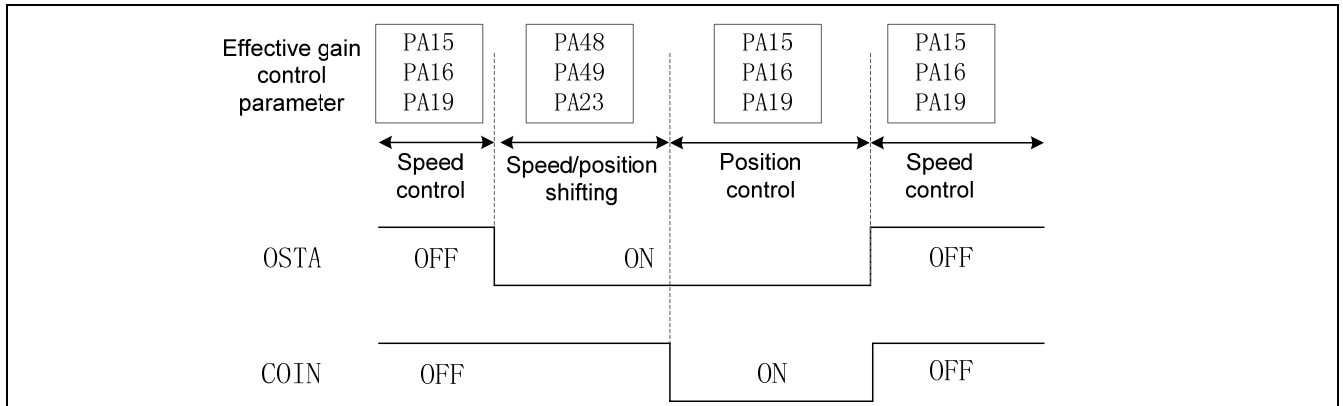 Effective gain
control
parameter
PA15
PA16
PA19
PA48
PA49
PA23
PA15
PA16
PA19
PA15
PA16
PA19
Speed
control
Speed/position
shifting
Position
control
Speed
control
OSTA OFF ON OFF
COIN OFF ON OFF